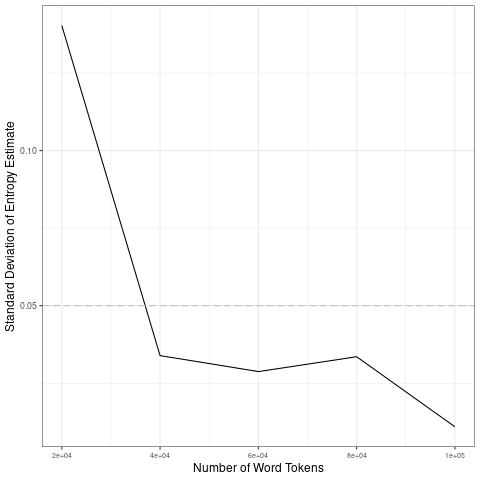 Standard Deviation of Entropy Estimate
0.10
0.05
2e+04 4e+04 6e+04 8e+04 1e+05
Number of Word Tokens